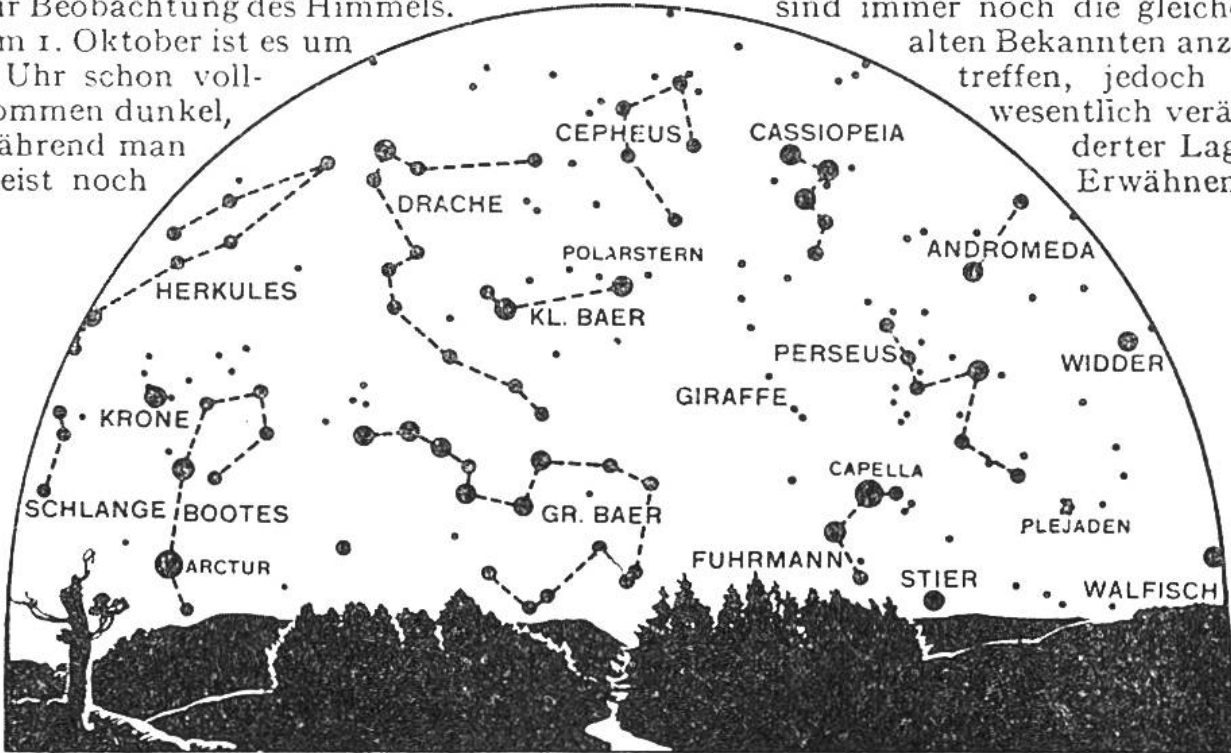 ur Beobachtung des Himmels.
m 1. Oktober ist es um
Uhr schon voll-
ommen dunkel,
ährend man
eist noch
sind immer noch die gleiche
alten Bekannten anz
treffen, jedoch
wesentlich verä
derter Lag
Erwähnen
CEPHEUS
CASSIOPEIA
DRACHE
POLARSTERN
ANDROMEDA
HERKULES
KL. BAER
PERSEUS
WIDDER
GIRAFFE
KRONE
CAPELLA
SCHLANGE
BOOTES
GR. BAER
PLEJADEN
ARCTUR
FUHRMANN
STIER
WALFISCH